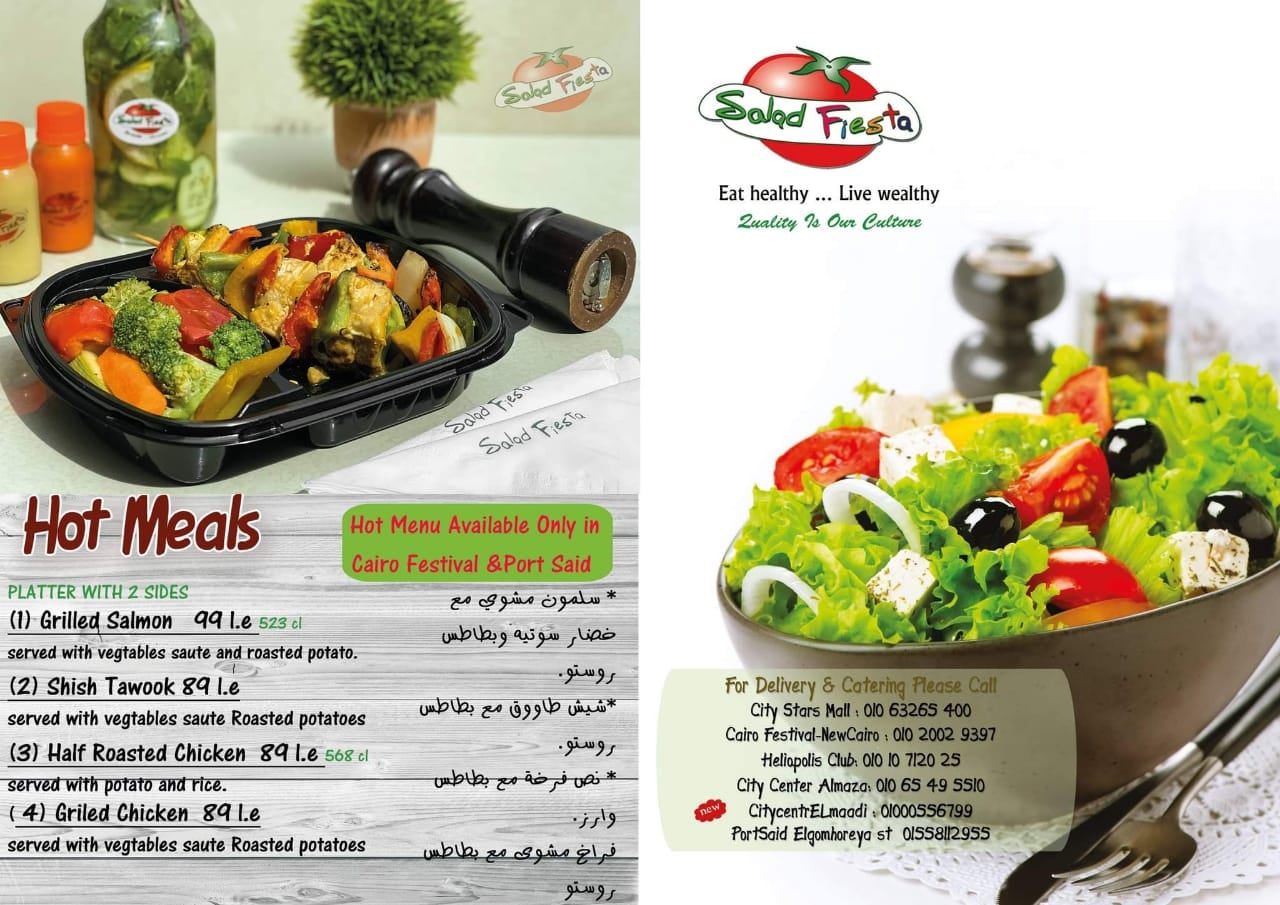 Salad Fiesta
Salad Fiesta
Salad Fiesta
Salad Fiesta
Hot Meals
Hot Menu Available Only in
Cairo Festival &Port Said
PLATTER WITH 2 SIDES
(1) Grilled Salmon 99 l.e 523 cl
served with vegtables saute and roasted potato.
(2) Shish Tawook 89 l.e
served with vegtables saute Roasted potatoes
(3) Half Roasted Chicken 89 l.e 568 cl
served with potato and rice.
( 4) Griled Chicken 89 l.e
served with vegtables saute Roasted potatoes
* سلمون مشوي مع
خضار سوتيه وبطاطس
روستو.
*شيش طاووق مع بطاطس
روستو.
* نص فرخة مع بطاطس
وارز.
فراخ مشوى مع بطاطس
روستو
Salad Fiesta
Eat healthy ... Live wealthy
Quality Is Our Culture
For Delivery & Catering Please Call
City Stars Mall : 010 63265 400
Cairo Festival-NewCairo : 010 2002 9397
Heliopolis Club: 010 10 7120 25
City Center Almaza: 010 65 49 5510
new
CitycentrELmaadi : 01000556799
PortSaid Elgomhoreya st 01558112955